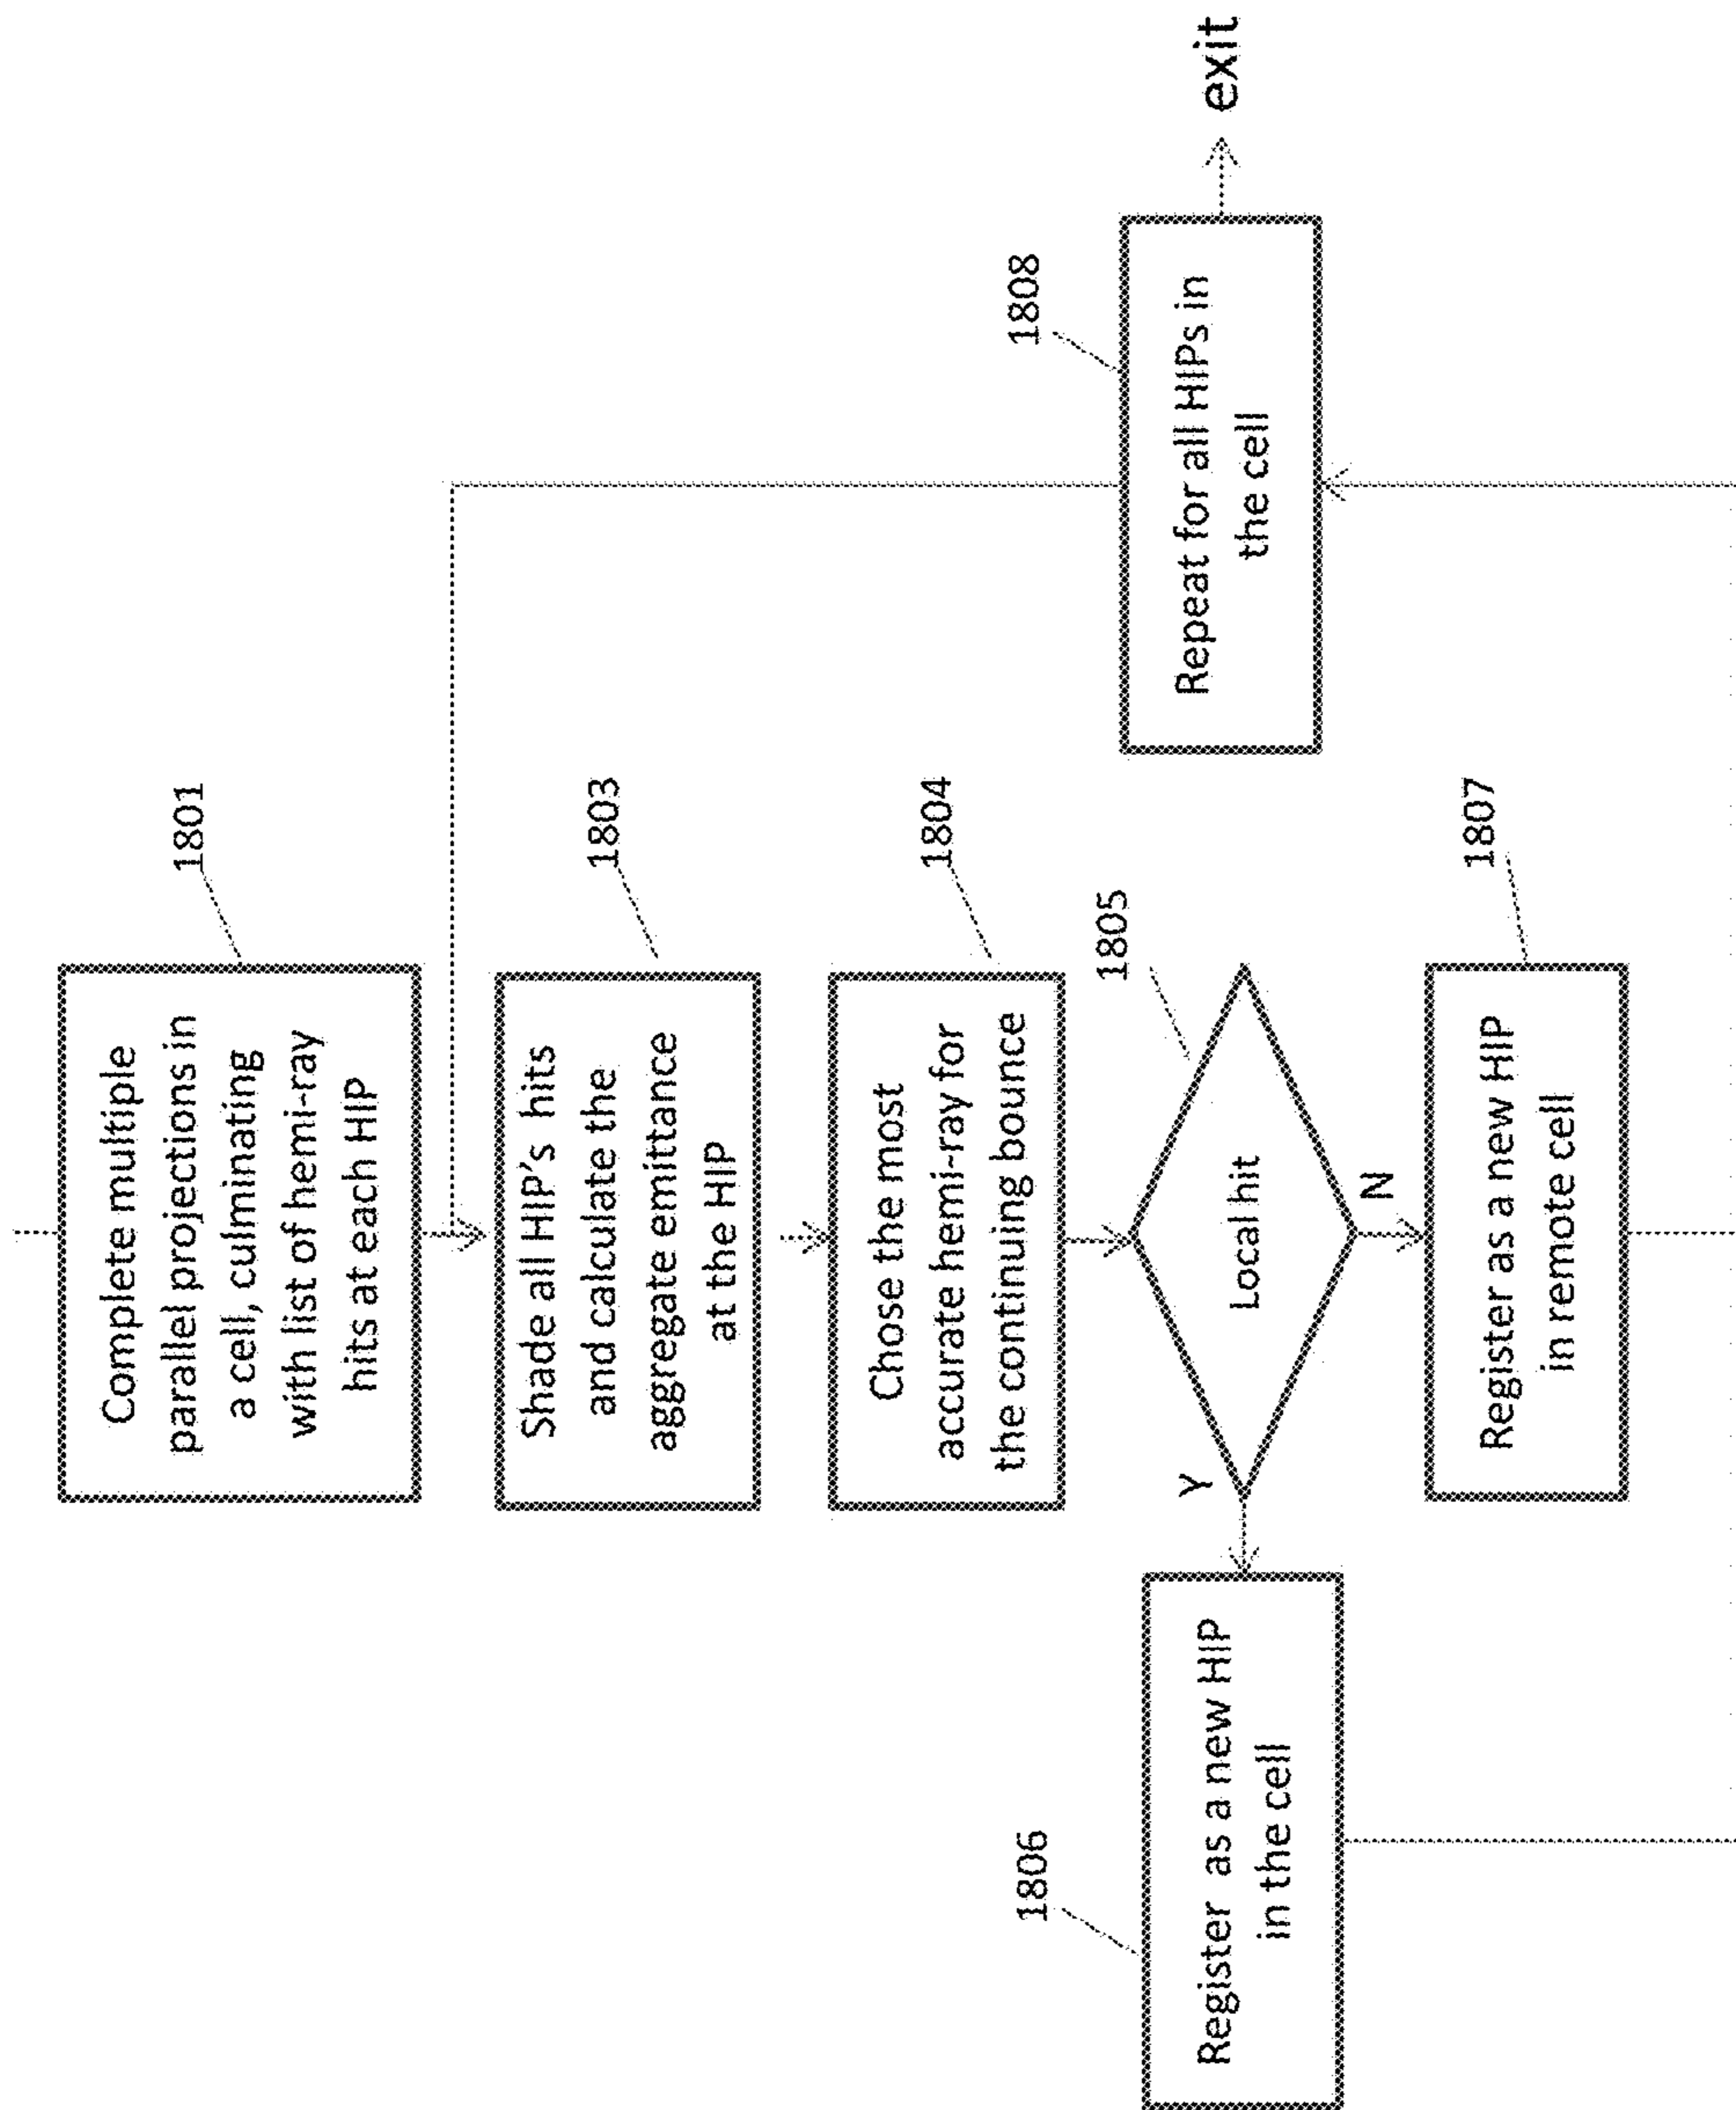 Complete multiple
parallel projections in
a cell, culminating
with list of hemi-ray
hits at each HIP
1801
Shade all HIP's hits
and calculate the
aggregate emittance
at the HIP
1803
Chose the most
accurate hemi-ray for
the continuing bounce
1804
Local hit
1805
Y
N
Register as a new HIP
in the cell
1806
Register as a new HIP
in remote cell
1807
Repeat for all HIPs in
the cell
1808
exit